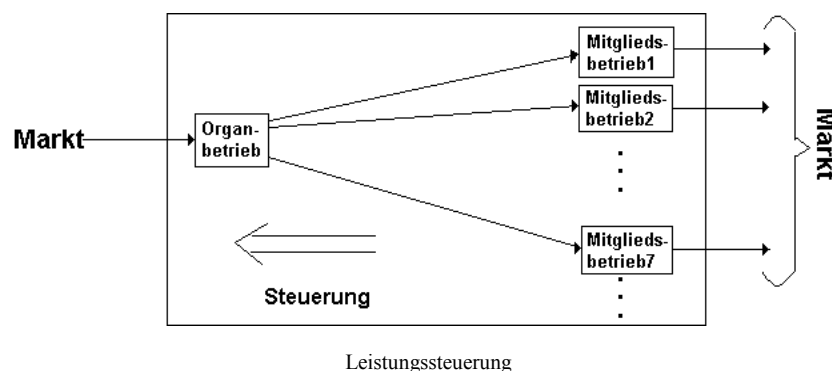 Mitglieds-
betrieb1
Mitglieds-
betrieb2
Organ-
betrieb
Markt
Markt
Mitglieds-
betrieb7
Steuerung
Leistungssteuerung